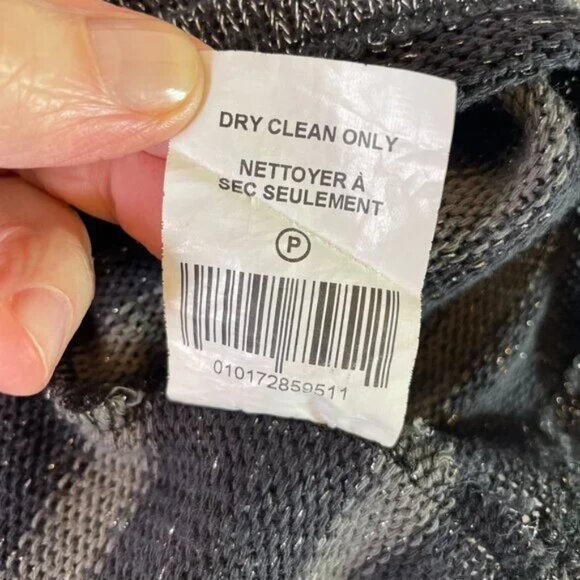 DRY CLEAN ONLY
NETTOYER À
SEC SEULEMENT
P
010172859511